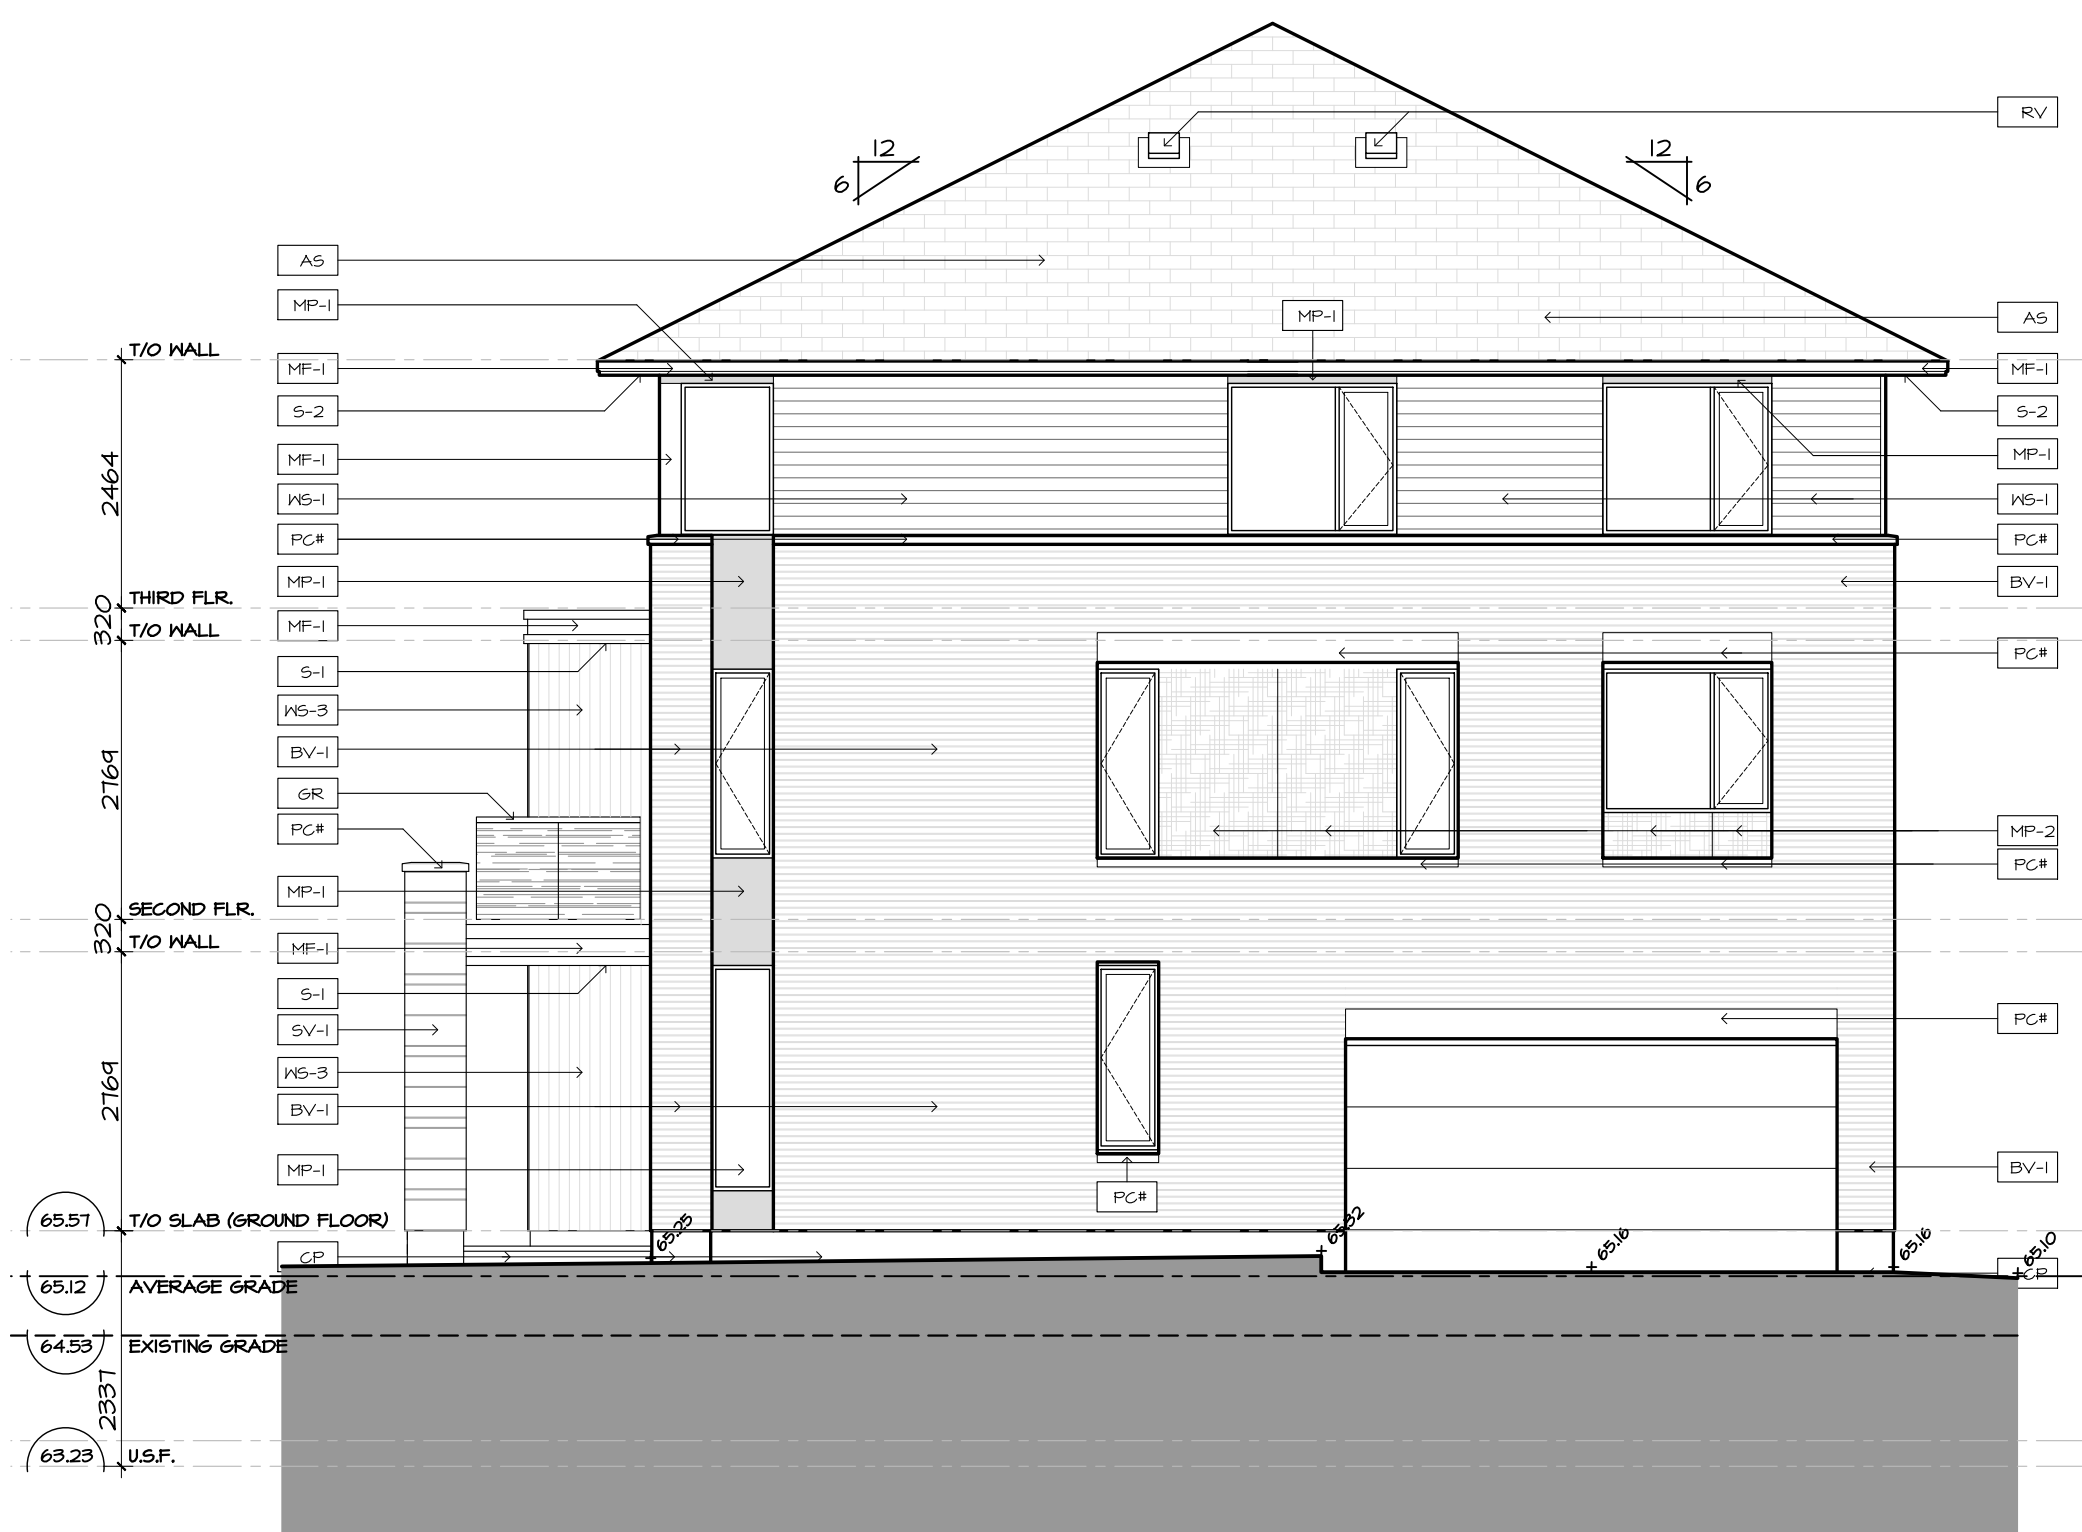 RV
12
12
6
6
AS
MP-1
MP-1
AS
T/O WALL
MF-1
MF-1
S-2
S-2
MF-1
MP-1
2464
WS-1
WS-1
PC#
PC#
MP-1
BV-1
THIRD FLR.
320
MF-1
T/O WALL
PC#
S-1
WS-3
BV-1
2769
GR
PC#
MP-2
PC#
MP-1
SECOND FLR.
320
T/O WALL
MF-1
S-1
PC#
SV-1
WS-3
2769
BV-1
MP-1
BV-1
PC#
65.57
T/O SLAB (GROUND FLOOR)
65.25
65.32
65.16
65.16
65.10
CP
CP
65.12
AVERAGE GRADE
64.53
EXISTING GRADE
2337
63.23
U.S.F.